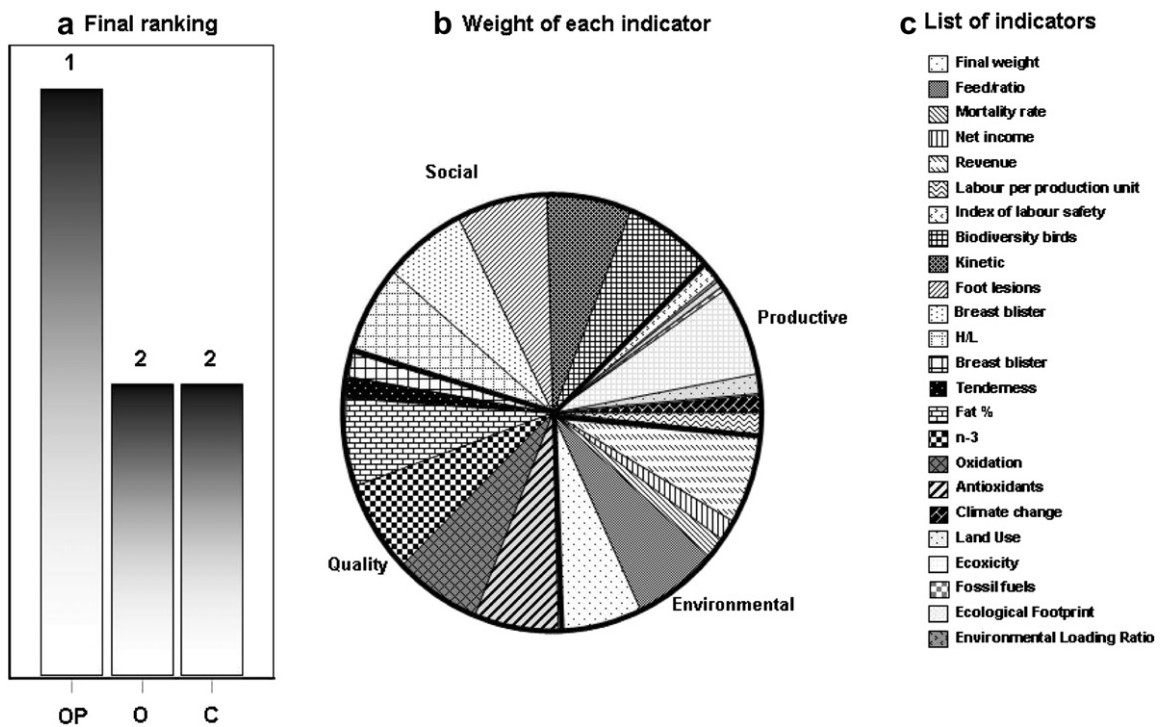 a Final ranking
1
2
2
OP
O
C
b Weight of each indicator
Social
Productive
Quality
Environmental
c List of indicators
Final weight
Feed/ratio
Mortality rate
Net income
Revenue
Labour per production unit
Index of labour safety
Biodiversity birds
Kinetic
Foot lesions
Breast blister
H/L
Breast blister
Tenderness
Fat %
n-3
Oxidation
Antioxidants
Climate change
Land Use
Ecoxicity
Fossil fuels
Ecological Footprint
Environmental Loading Ratio